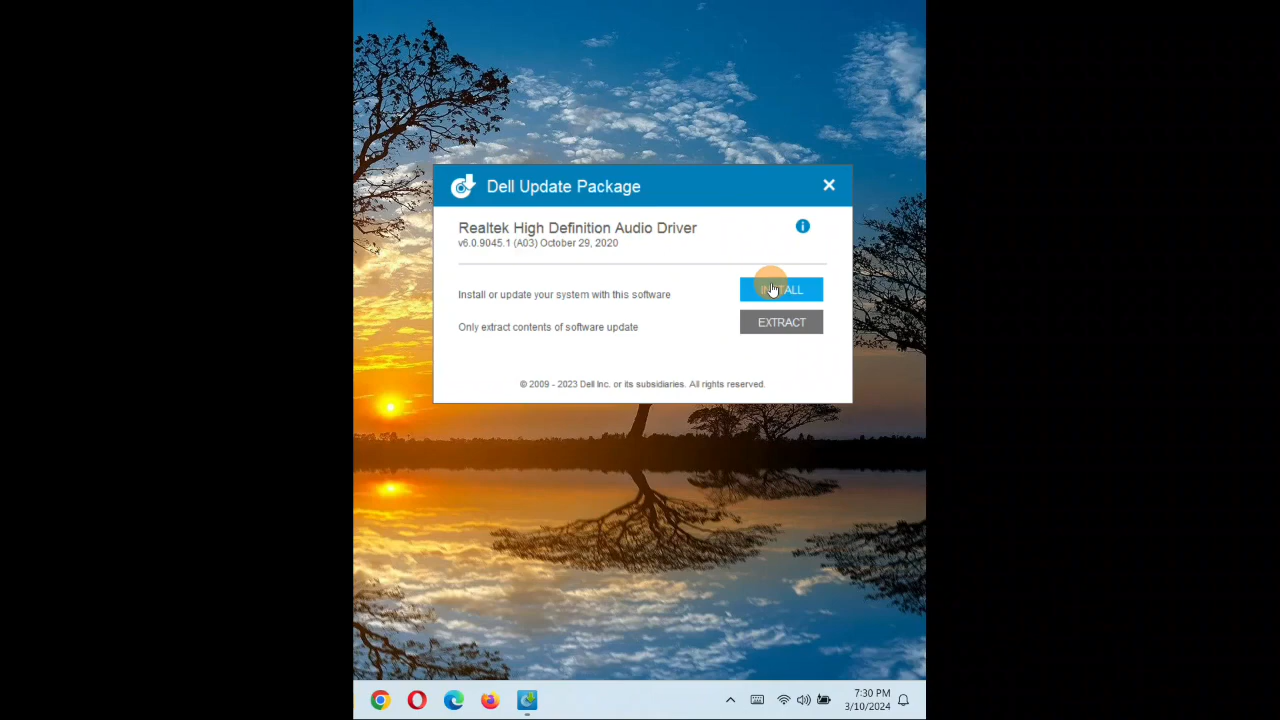 Dell Update Package
Realtek High Definition Audio Driver
v6.0.9045.1 (A03) October 29, 2020
Install or update your system with this software
INSTALL
Only extract contents of software update
EXTRACT
© 2009 - 2023 Dell Inc. or its subsidiaries. All rights reserved.
7:30 PM
3/10/2024